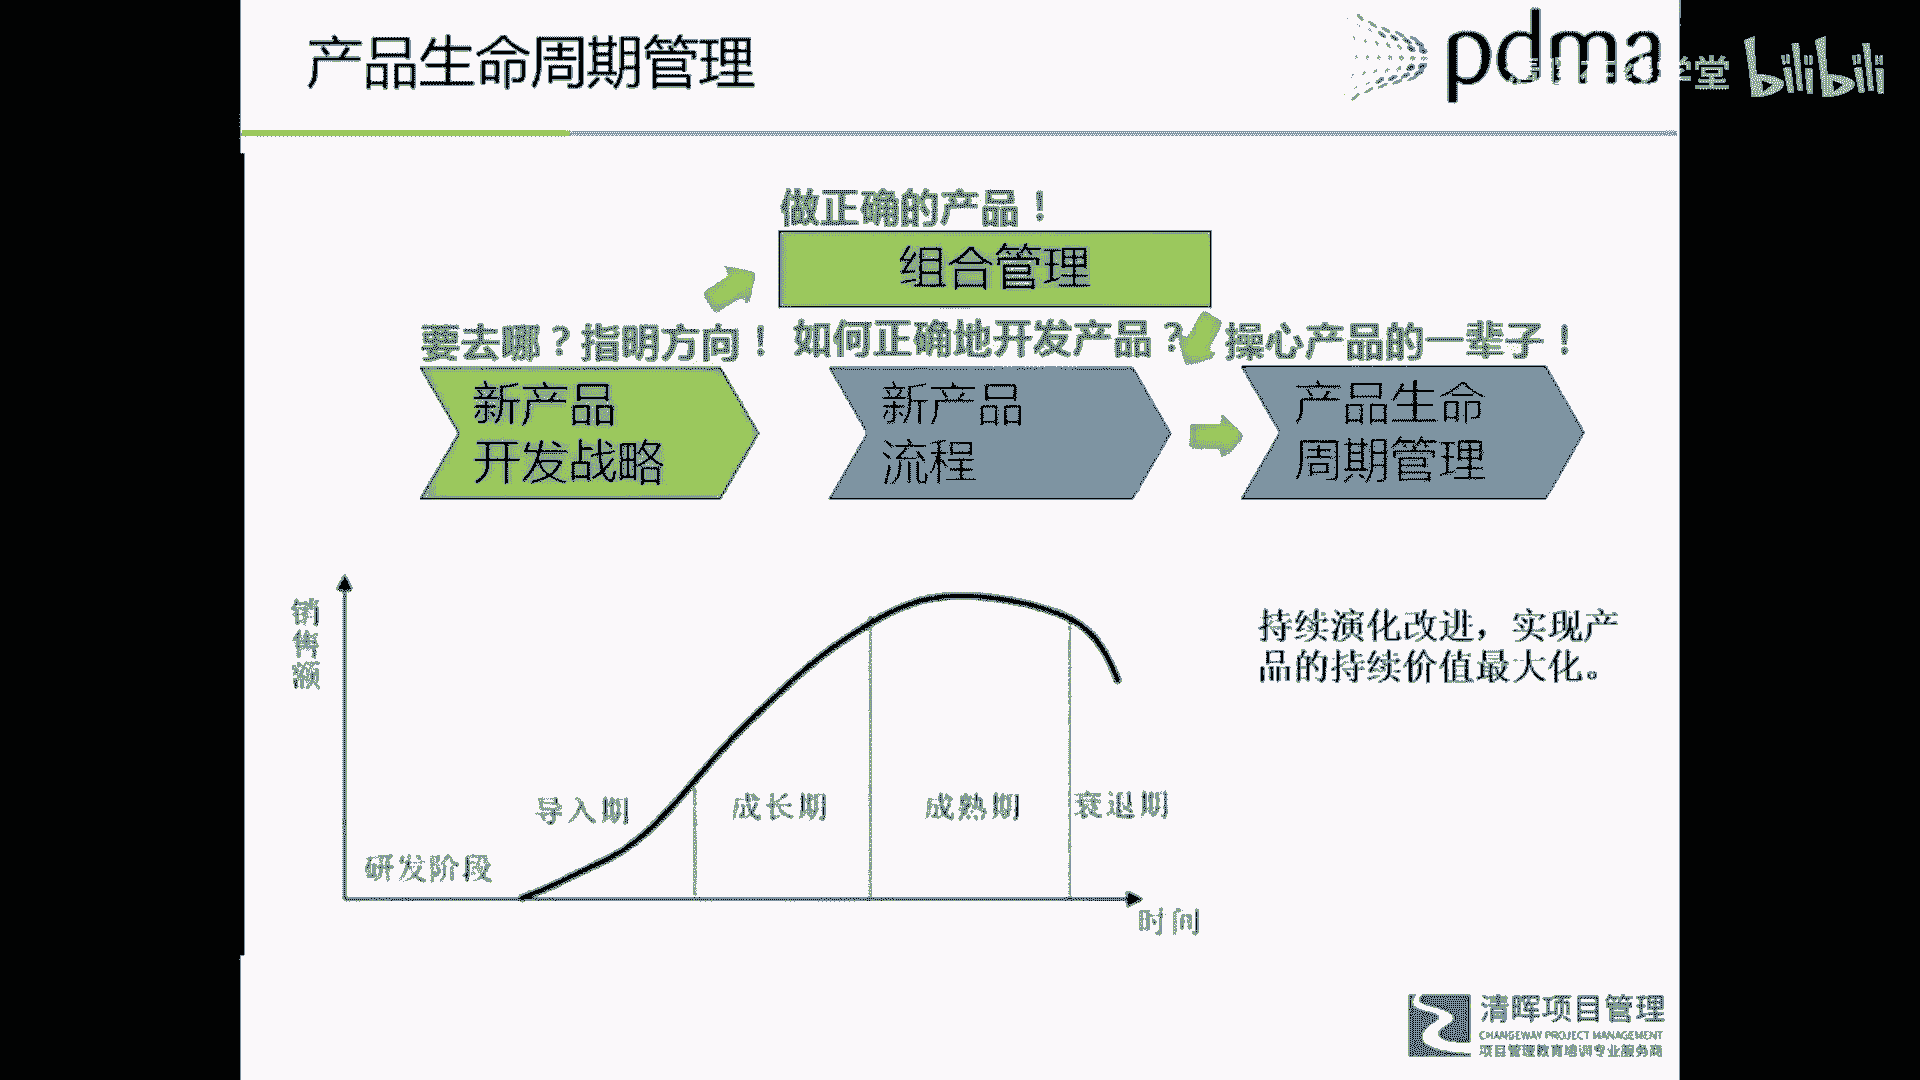 产品生命周期管理
pdma
学堂 bilibili
做正确的产品！
组合管理
要去哪？指明方向！
如何正确地开发产品？
操心产品的一辈子！
新产品
开发战略
新产品
流程
产品生命
周期管理
销售额
持续演化改进，实现产
品的持续价值最大化。
导入期
成长期
成熟期
衰退期
研发阶段
时间
清晖项目管理
CHANGEWAY PROJECT MANAGEMENT
项目管理教育培训专业服务商